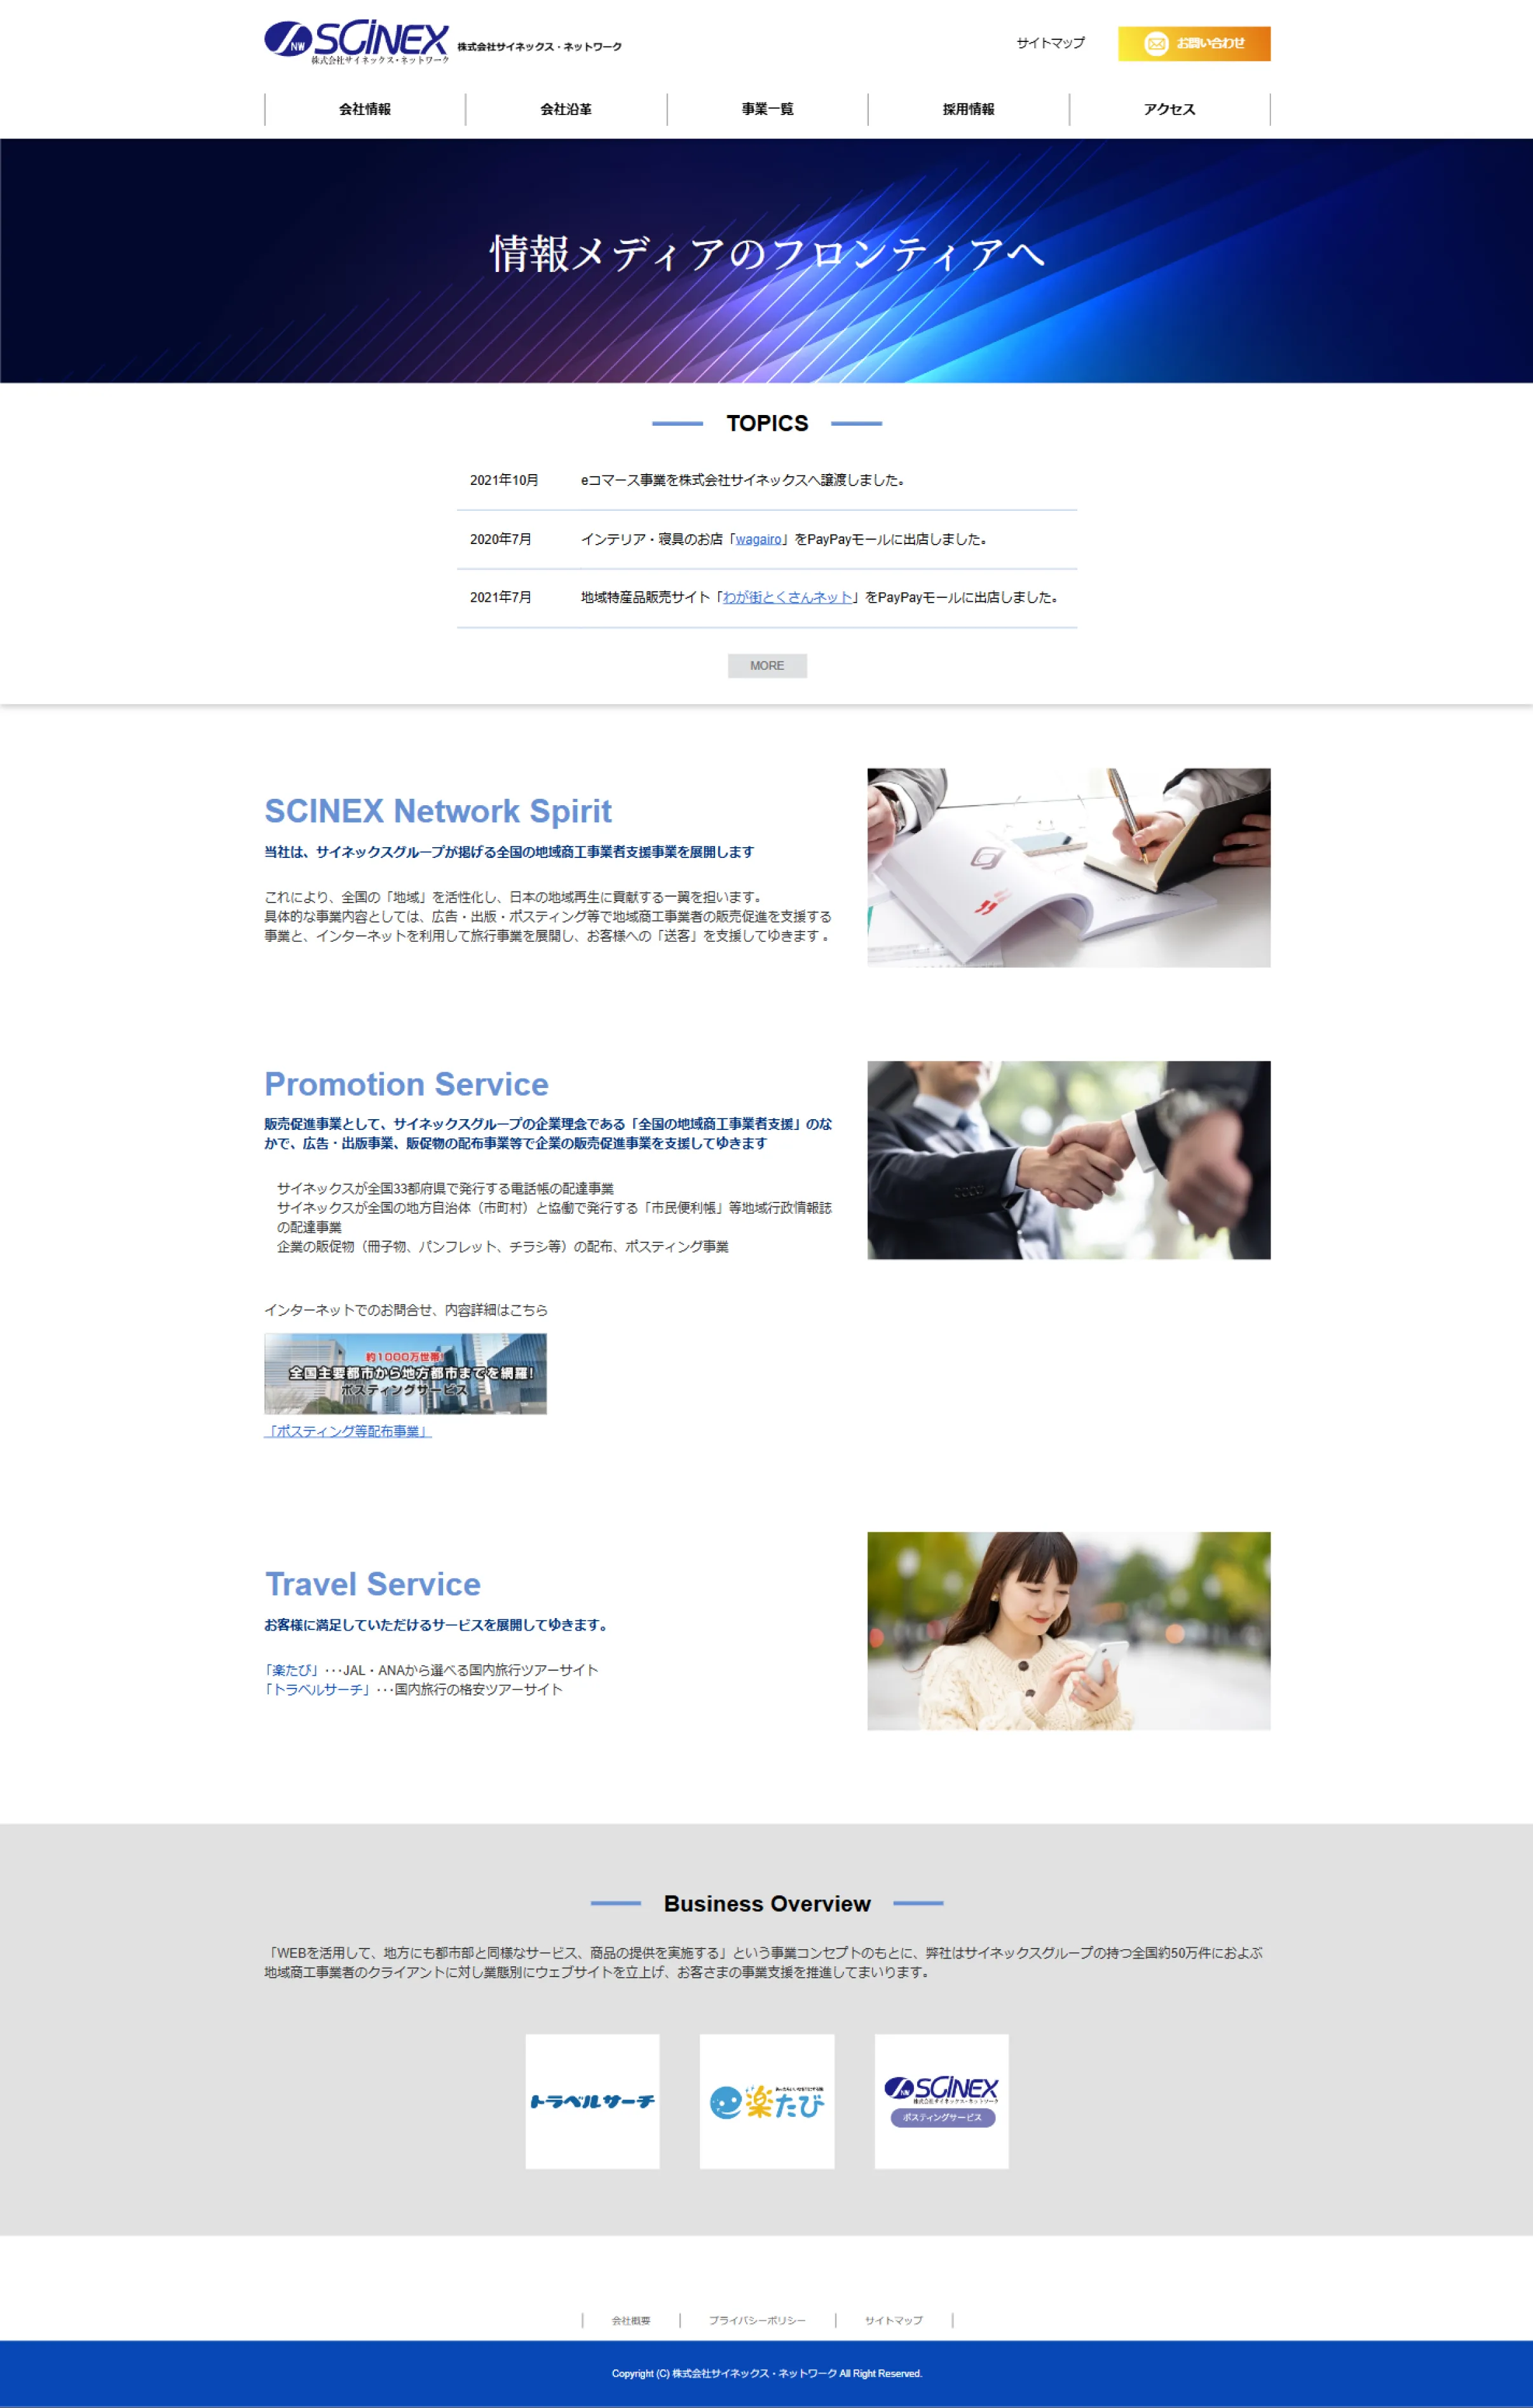 NW SCINEX
株式会社サイネックス・ネットワーク
株式会社サイネックス・ネットワーク
サイトマップ
お問い合わせ
会社情報
会社沿革
事業一覧
採用情報
アクセス
情報メディアのフロンティアへ
TOPICS
2021年10月 eコマース事業を株式会社サイネックスへ譲渡しました。
2020年7月 インテリア・寝具のお店「wagairo」をPayPayモールに出店しました。
2021年7月 地域特産品販売サイト「わが街とくさんネット」をPayPayモールに出店しました。
MORE
SCINEX Network Spirit
当社は、サイネックスグループが掲げる全国の地域商工事業者支援事業を展開します
これにより、全国の「地域」を活性化し、日本の地域再生に貢献する一翼を担います。
具体的な事業内容としては、広告・出版・ポスティング等で地域商工事業者の販売促進を支援する
事業と、インターネットを利用して旅行事業を展開し、お客様への「送客」を支援してゆきます 。
Promotion Service
販売促進事業として、サイネックスグループの企業理念である「全国の地域商工事業者支援」のな
かで、広告・出版事業、販促物の配布事業等で企業の販売促進事業を支援してゆきます
サイネックスが全国33都府県で発行する電話帳の配達事業
サイネックスが全国の地方自治体（市町村）と協働で発行する「市民便利帳」等地域行政情報誌
の配達事業
企業の販促物（冊子物、パンフレット、チラシ等）の配布、ポスティング事業
インターネットでのお問合せ、内容詳細はこちら
約1000万世帯!
全国主要都市から地方都市までを網羅!
ポスティングサービス
「ポスティング等配布事業」
Travel Service
お客様に満足していただけるサービスを展開してゆきます。
「楽たび」･･･JAL・ANAから選べる国内旅行ツアーサイト
「トラベルサーチ」･･･国内旅行の格安ツアーサイト
Business Overview
「WEBを活用して、地方にも都市部と同様なサービス、商品の提供を実施する」という事業コンセプトのもとに、弊社はサイネックスグループの持つ全国約50万件におよぶ
地域商工事業者のクライアントに対し業態別にウェブサイトを立上げ、お客さまの事業支援を推進してまいります。
トラベルサーチ
楽たび
NW SCINEX
株式会社サイネックス・ネットワーク
ポスティングサービス
会社概要
プライバシーポリシー
サイトマップ
Copyright (C) 株式会社サイネックス・ネットワーク All Right Reserved.